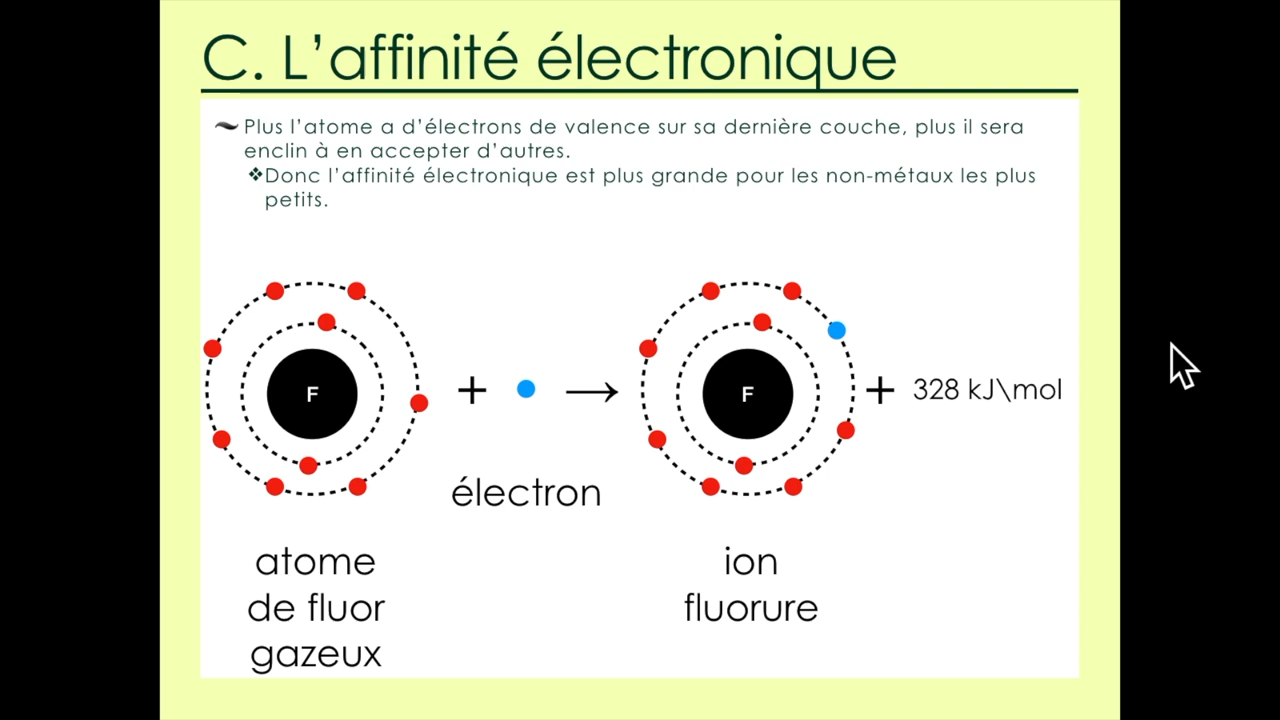 C. L'affinité électronique
Plus l'atome a d'électrons de valence sur sa dernière couche, plus il sera
enclin à en accepter d'autres.
❖Donc l'affinité électronique est plus grande pour les non-métaux les plus
petits.
F + → F + 328 kJ\mol
électron
atome
de fluor
gazeux
ion
fluorure